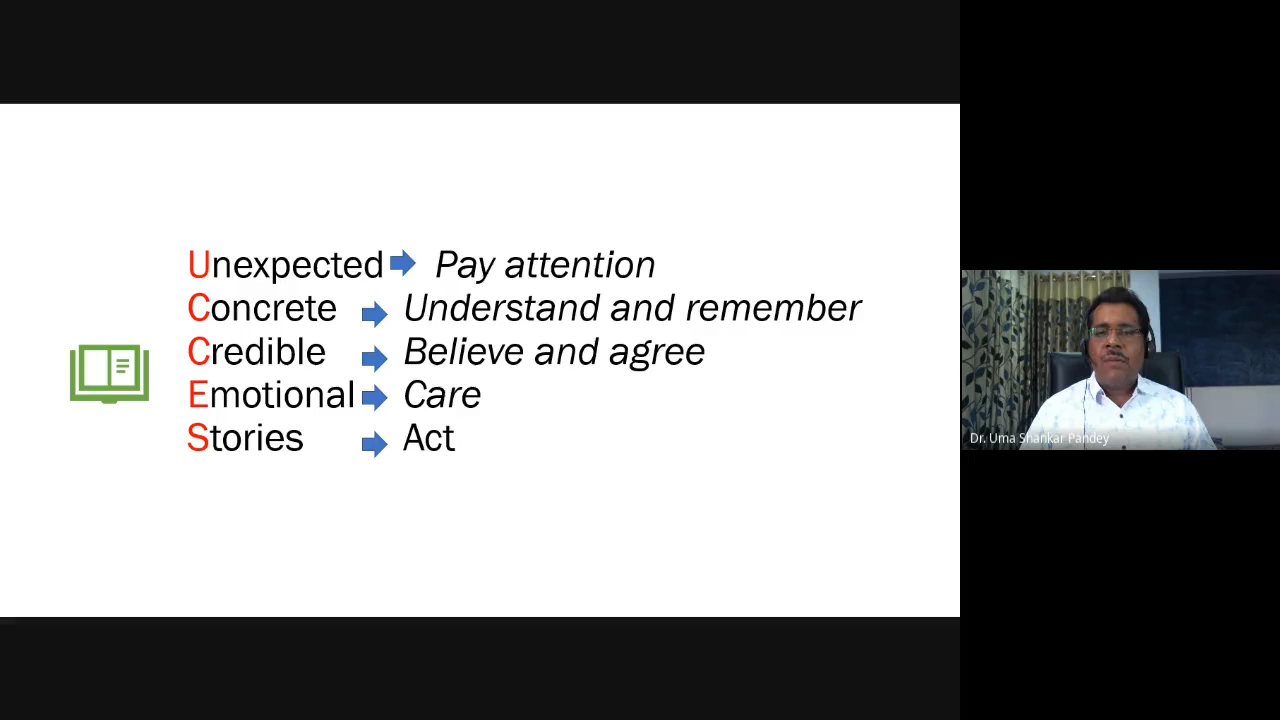 Unexpected Pay attention
Concrete Understand and remember
Credible Believe and agree
Emotional Care
Stories Act
Dr. Uma Shankar Pandey